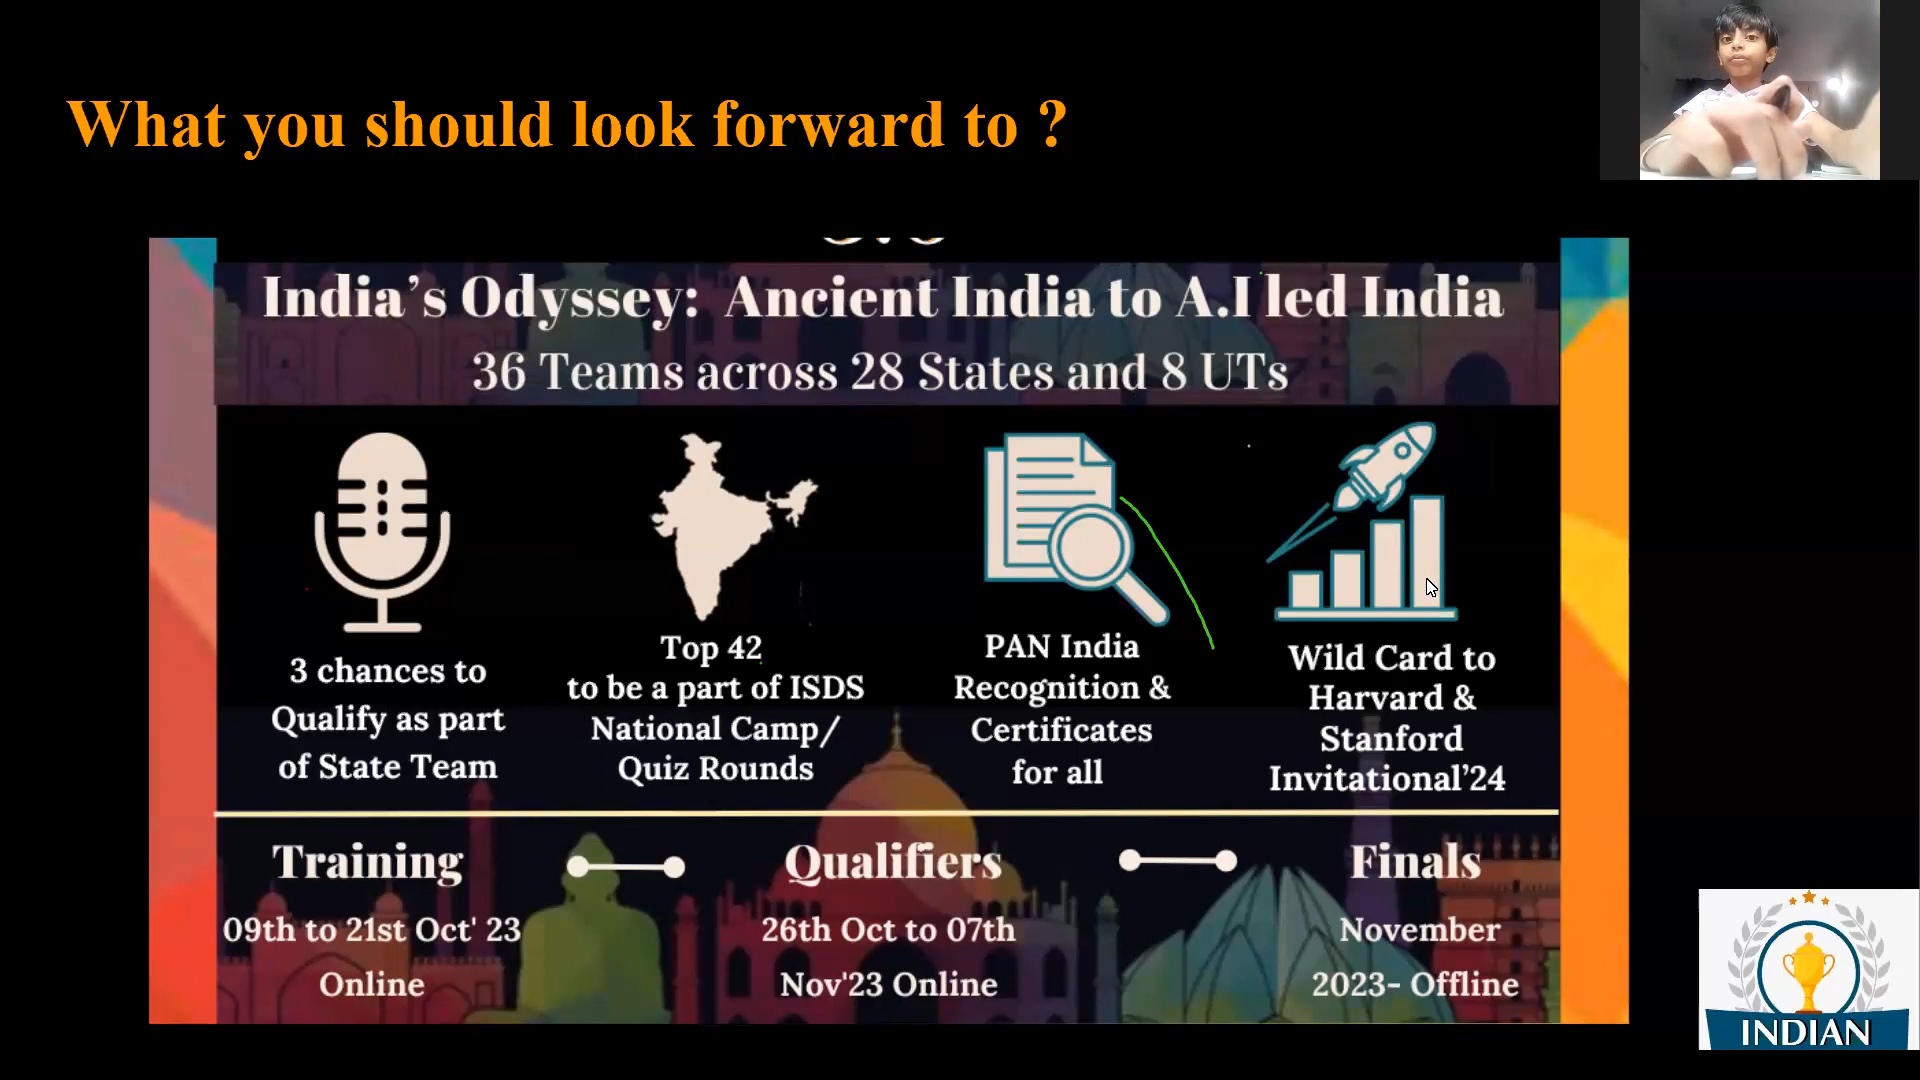 What you should look forward to ?
India's Odyssey: Ancient India to A.I led India
36 Teams across 28 States and 8 UTs
3 chances to
Qualify as part
of State Team
Top 42
to be a part of ISDS
National Camp/
Quiz Rounds
PAN India
Recognition &
Certificates
for all
Wild Card to
Harvard &
Stanford
Invitational'24
Training
09th to 21st Oct' 23
Online
Qualifiers
26th Oct to 07th
Nov'23 Online
Finals
November
2023- Offline
INDIAN